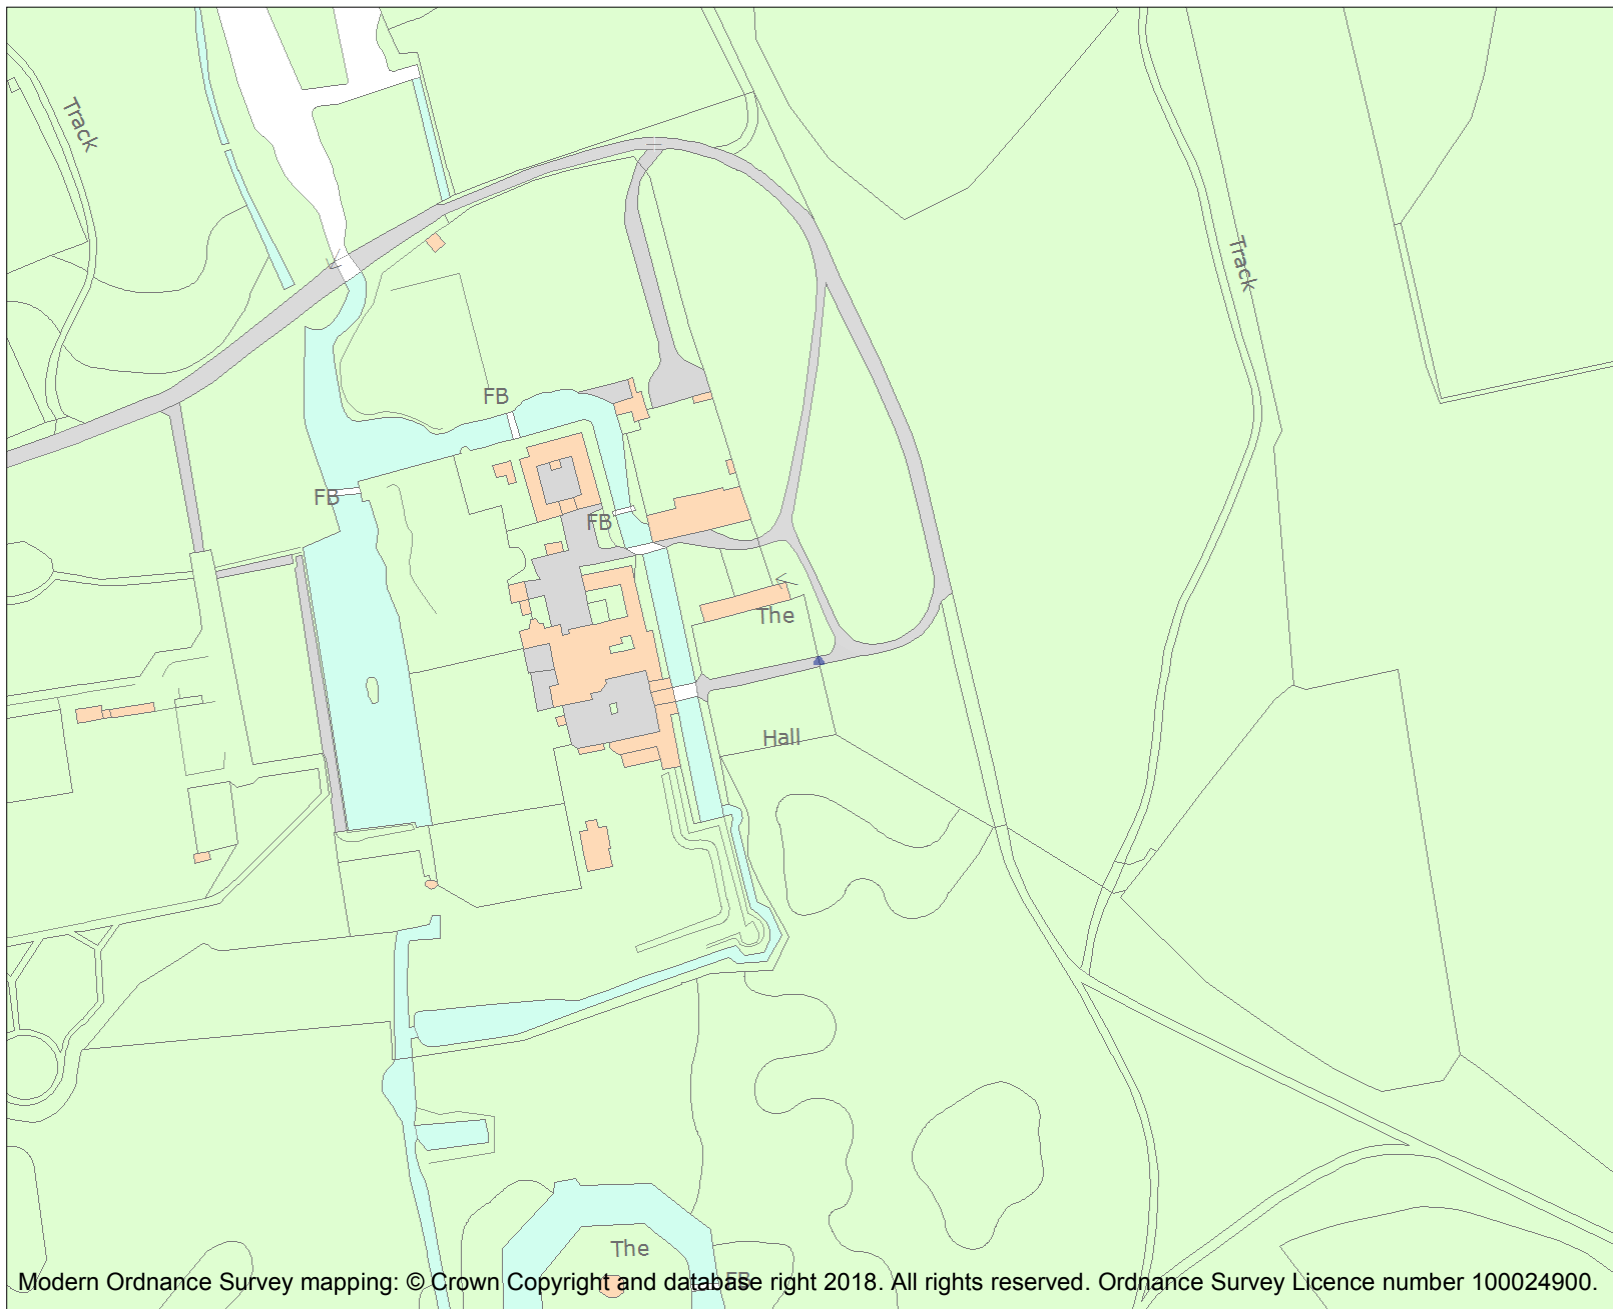 Track
Track
FB
FB
FB
The
Hall
The
FB
Modern Ordnance Survey mapping: © Crown Copyright and database right 2018. All rights reserved. Ordnance Survey Licence number 100024900.